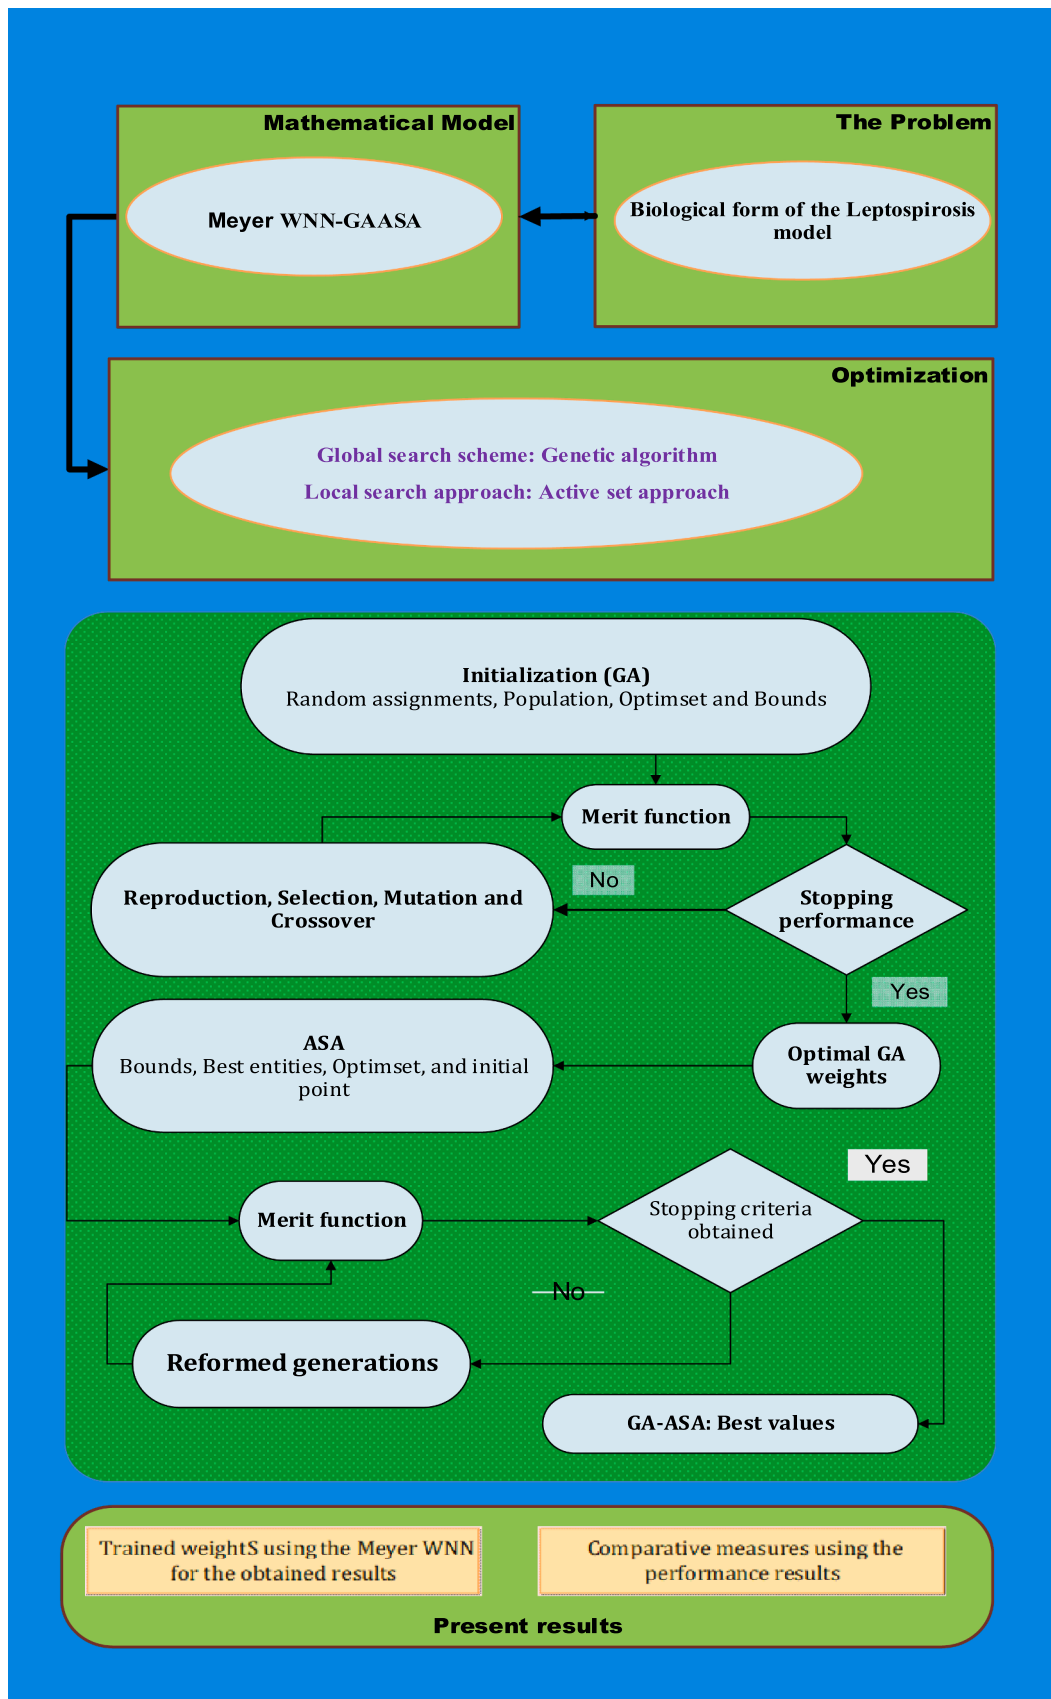 Mathematical Model
The Problem
Meyer WNN-GAASA
Biological form of the Leptospirosis
model
Optimization
Global search scheme: Genetic algorithm
Local search approach: Active set approach
Initialization (GA)
Random assignments, Population, Optimset and Bounds
Merit function
No
Reproduction, Selection, Mutation and
Crossover
Stopping
performance
Yes
ASA
Bounds, Best entities, Optimset, and initial
point
Optimal GA
weights
Yes
Merit function
Stopping criteria
obtained
No
Reformed generations
GA-ASA: Best values
Trained weightS using the Meyer WNN
for the obtained results
Comparative measures using the
performance results
Present results